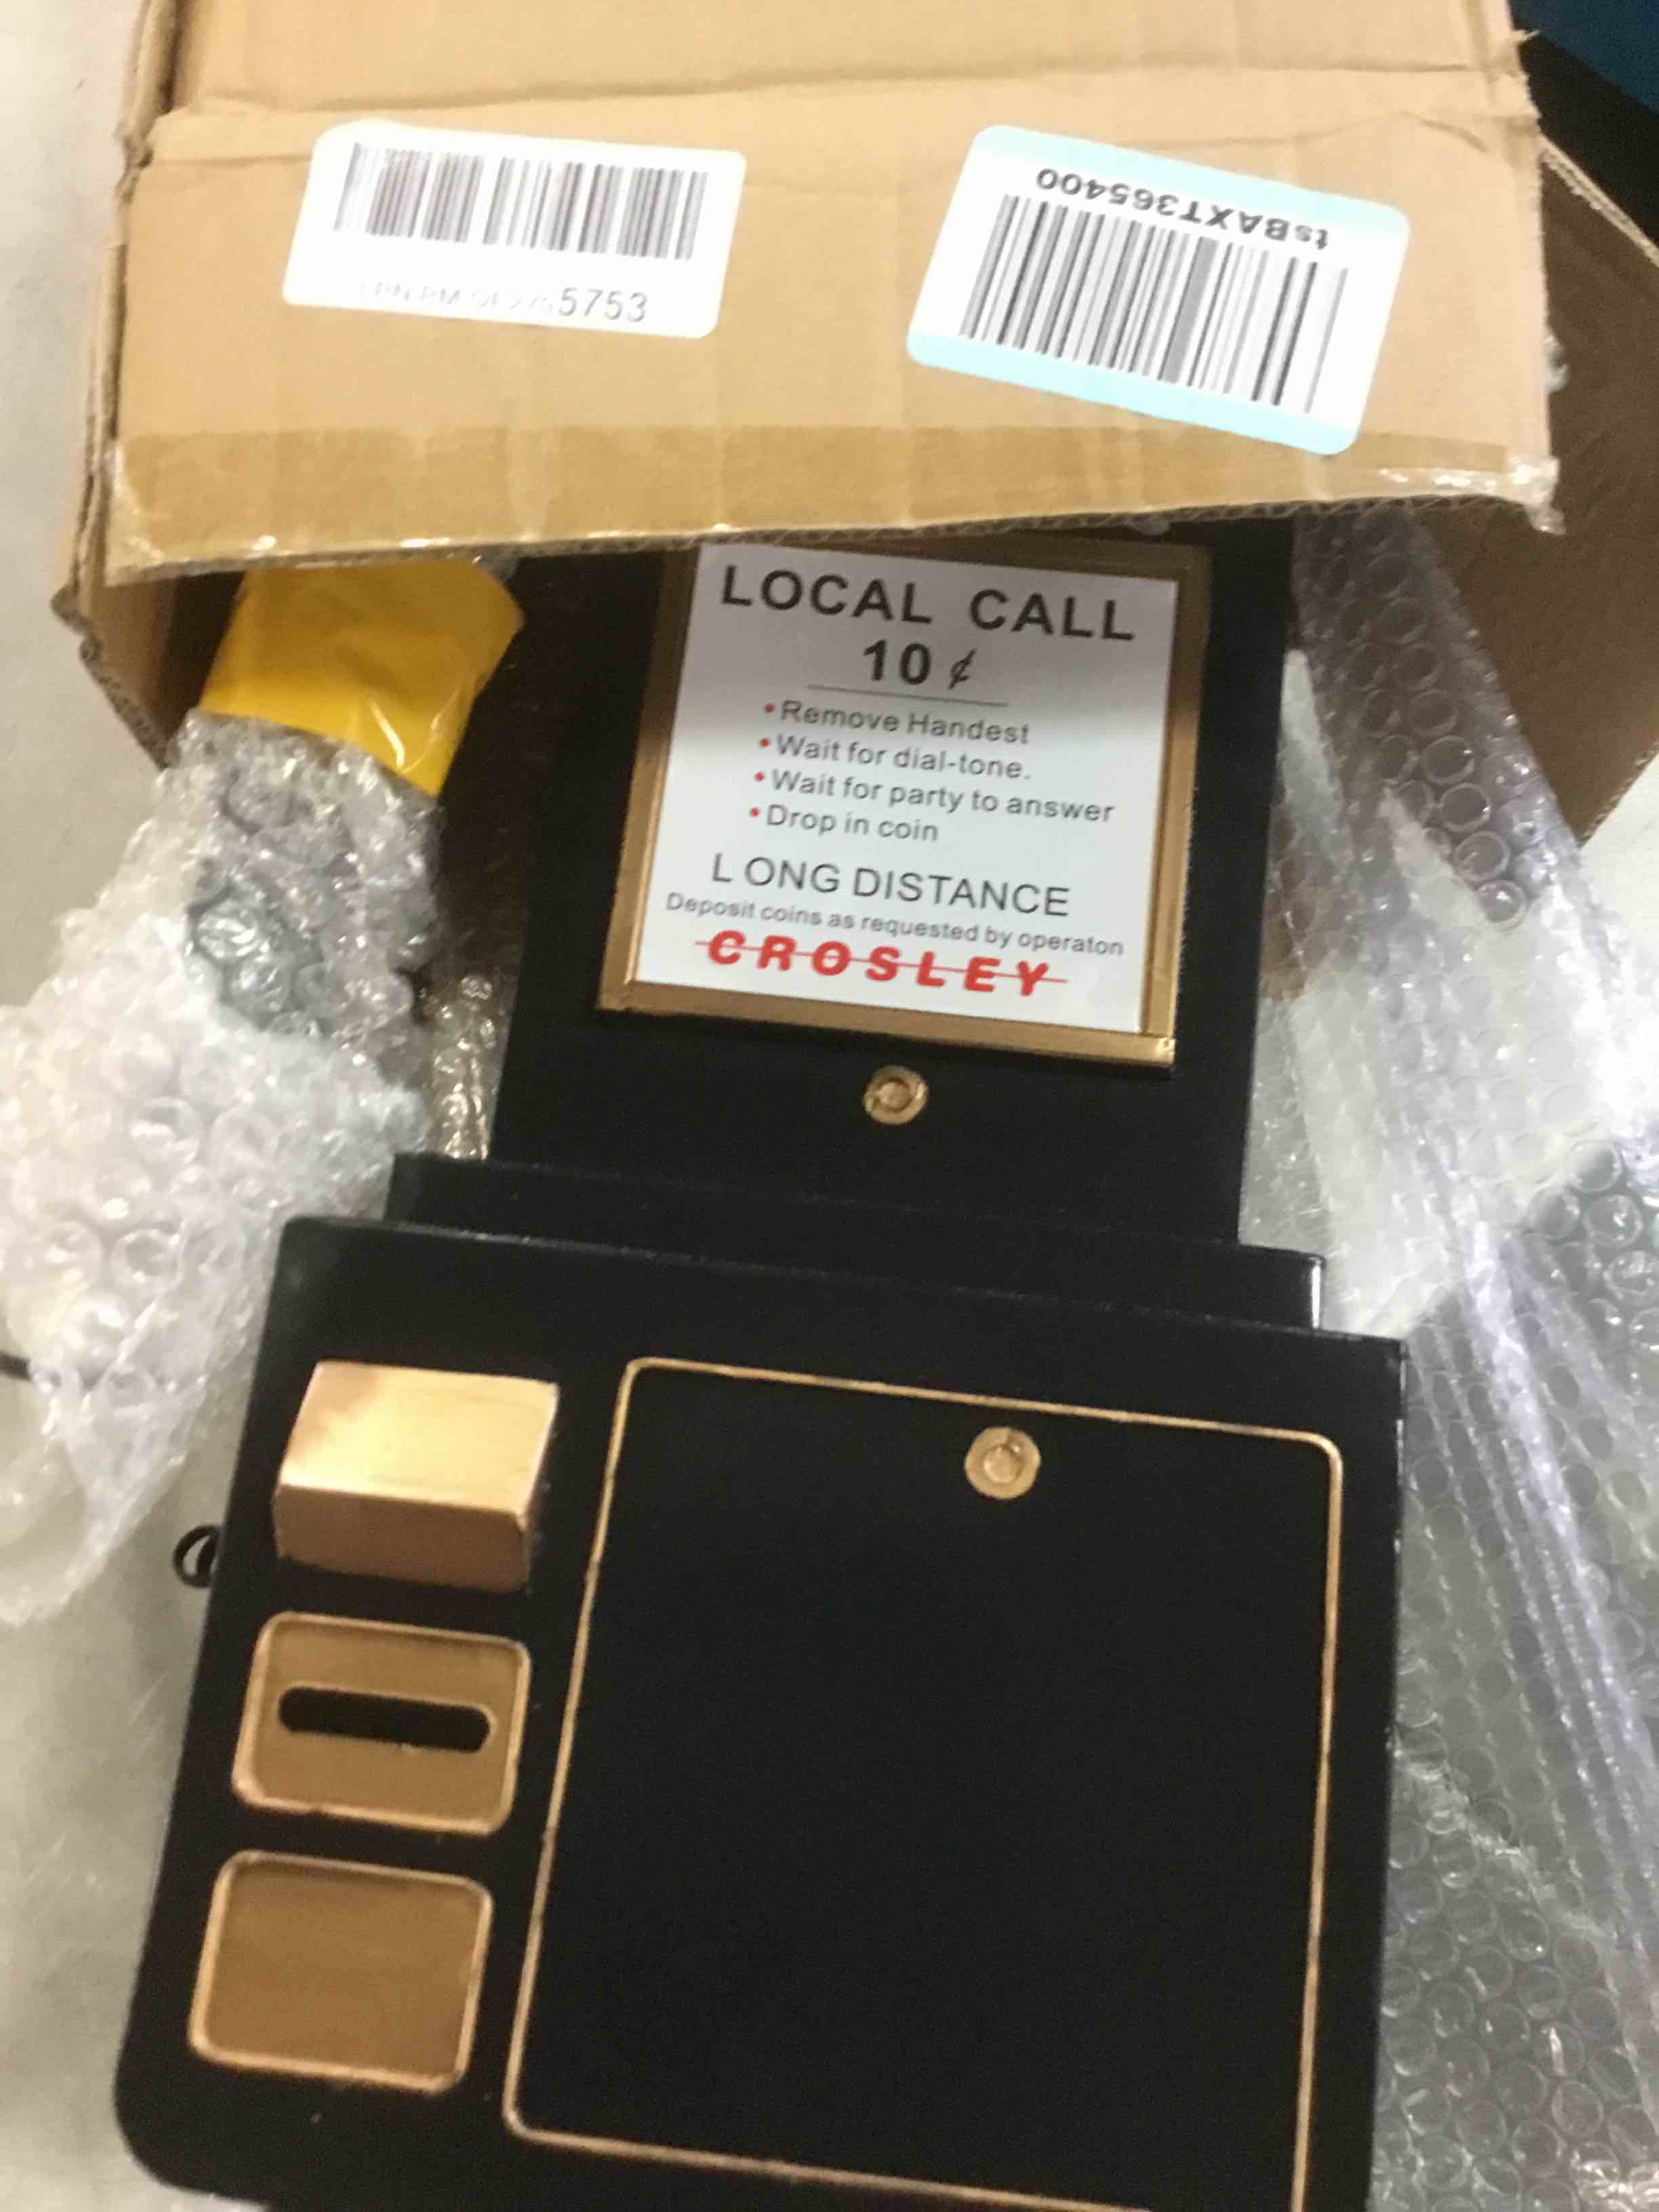 5753
tsBAXT365400
LOCAL CALL
10 ¢
• Remove Handest
• Wait for dial-tone.
• Wait for party to answer
• Drop in coin
LONG DISTANCE
Deposit coins as requested by operaton
CROSLEY